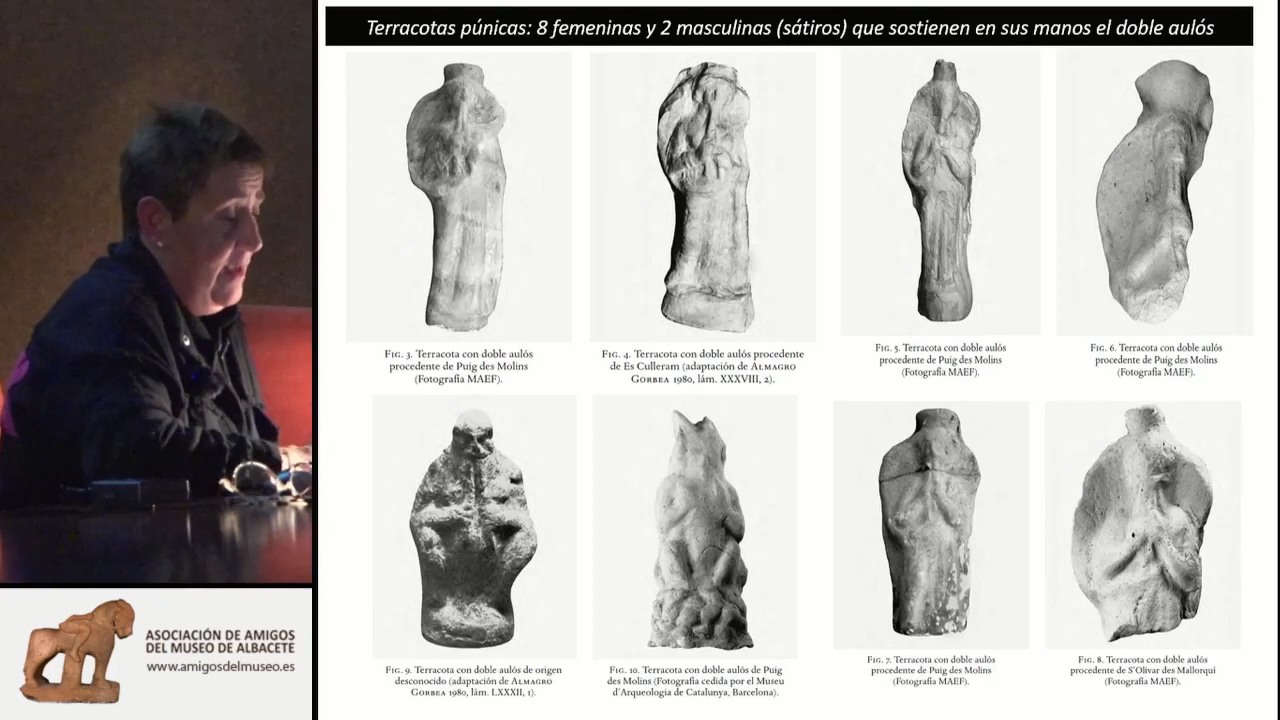 Terracotas púnicas: 8 femeninas y 2 masculinas (sátiros) que sostienen en sus manos el doble aulós
Fig. 3. Terracota con doble aulós
procedente de Puig des Molins
(Fotografía MAEF).
Fig. 4. Terracota con doble aulós procedente
de Es Culleram (adaptación de Almagro
Gorbea 1980, lám. XXXVIII, 2).
Fig. 5. Terracota con doble aulós
procedente de Puig des Molins
(Fotografía MAEF).
Fig. 6. Terracota con doble aulós
procedente de Puig des Molins
(Fotografía MAEF).
Fig. 9. Terracota con doble aulós de origen
desconocido (adaptación de Almagro
Gorbea 1980, lám. LXXXII, 1).
Fig. 10. Terracota con doble aulós de Puig
des Molins (Fotografía cedida por el Museu
d'Arqueologia de Catalunya, Barcelona).
Fig. 7. Terracota con doble aulós
procedente de Puig des Molins
(Fotografía MAEF).
Fig. 8. Terracota con doble aulós
procedente de S'Olivar des Mallorquí
(Fotografía MAEF).
ASOCIACIÓN DE AMIGOS
DEL MUSEO DE ALBACETE
www.amigosdelmuseo.es